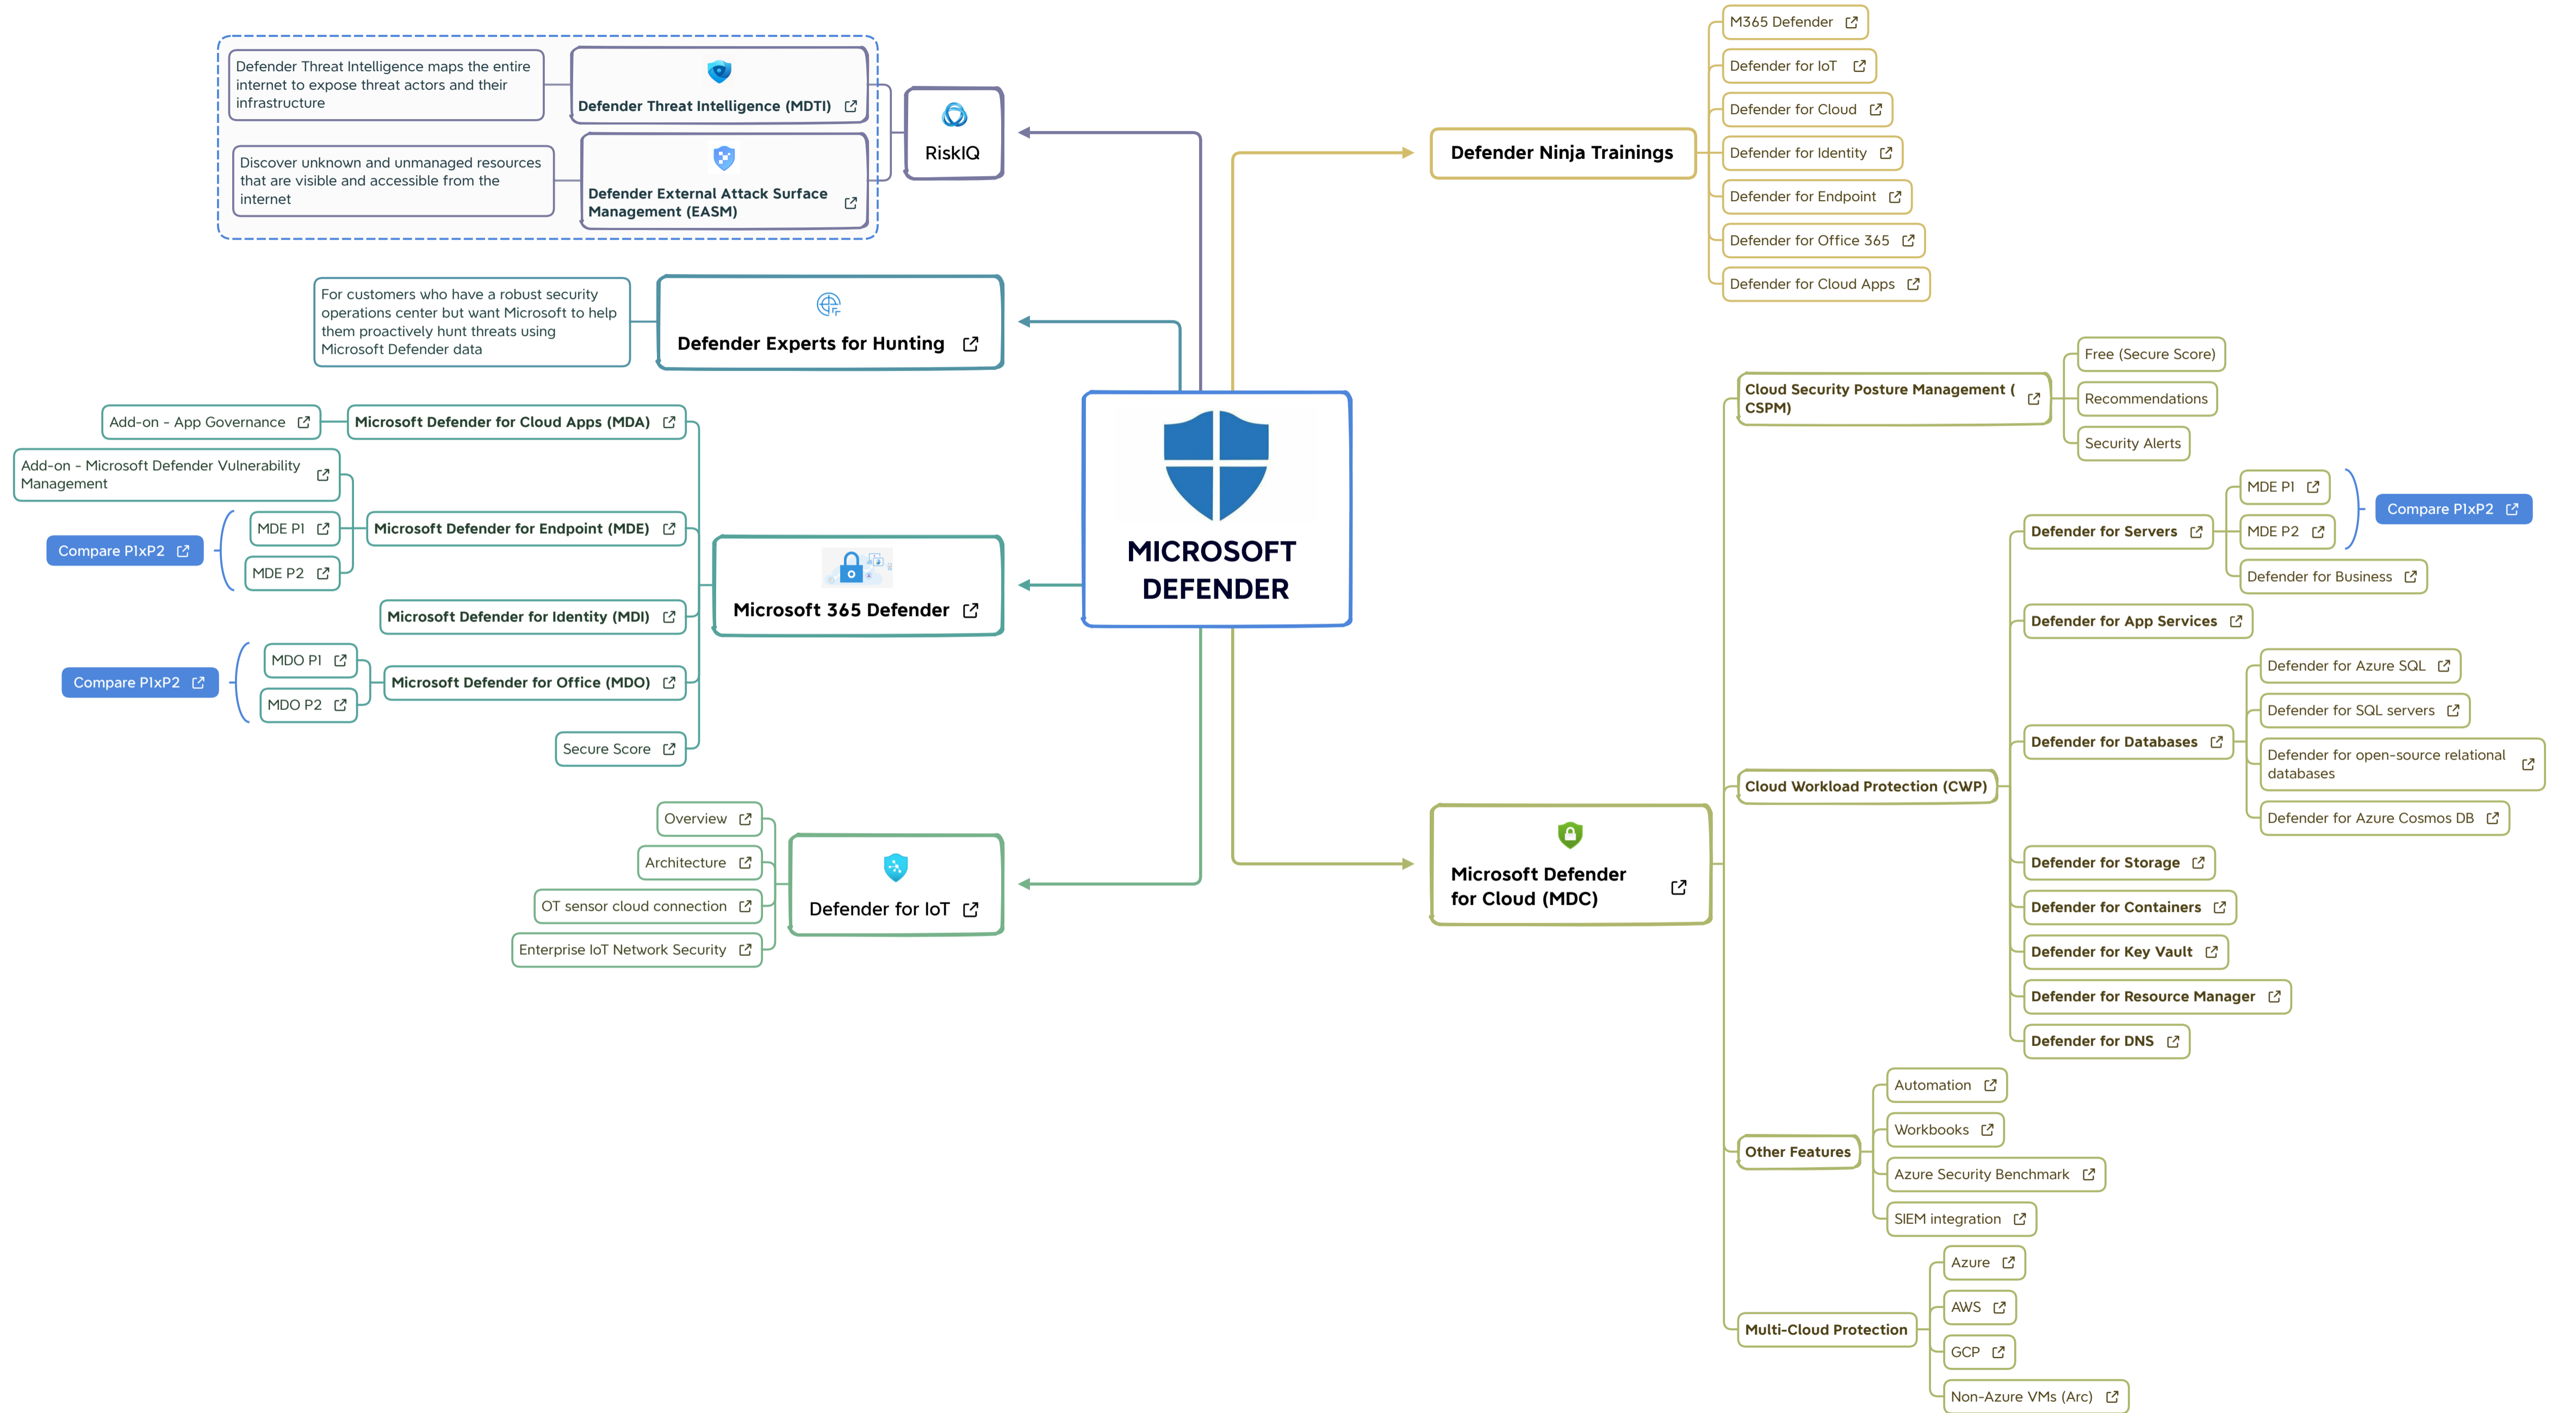 Defender Threat Intelligence maps the entire
internet to expose threat actors and their
infrastructure
Defender Threat Intelligence (MDTI)
Discover unknown and unmanaged resources
that are visible and accessible from the
internet
Defender External Attack Surface
Management (EASM)
RiskIQ
For customers who have a robust security
operations center but want Microsoft to help
them proactively hunt threats using
Microsoft Defender data
Defender Experts for Hunting
Add-on - App Governance
Microsoft Defender for Cloud Apps (MDA)
Add-on - Microsoft Defender Vulnerability
Management
MDE P1
MDE P2
Compare P1xP2
Microsoft Defender for Endpoint (MDE)
Microsoft Defender for Identity (MDI)
MDO P1
MDO P2
Compare P1xP2
Microsoft Defender for Office (MDO)
Secure Score
Microsoft 365 Defender
Overview
Architecture
OT sensor cloud connection
Enterprise IoT Network Security
Defender for IoT
MICROSOFT
DEFENDER
Defender Ninja Trainings
M365 Defender
Defender for IoT
Defender for Cloud
Defender for Identity
Defender for Endpoint
Defender for Office 365
Defender for Cloud Apps
Microsoft Defender
for Cloud (MDC)
Cloud Security Posture Management (
CSPM)
Free (Secure Score)
Recommendations
Security Alerts
Cloud Workload Protection (CWP)
Defender for Servers
MDE P1
MDE P2
Compare P1xP2
Defender for Business
Defender for App Services
Defender for Databases
Defender for Azure SQL
Defender for SQL servers
Defender for open-source relational
databases
Defender for Azure Cosmos DB
Defender for Storage
Defender for Containers
Defender for Key Vault
Defender for Resource Manager
Defender for DNS
Other Features
Automation
Workbooks
Azure Security Benchmark
SIEM integration
Multi-Cloud Protection
Azure
AWS
GCP
Non-Azure VMs (Arc)